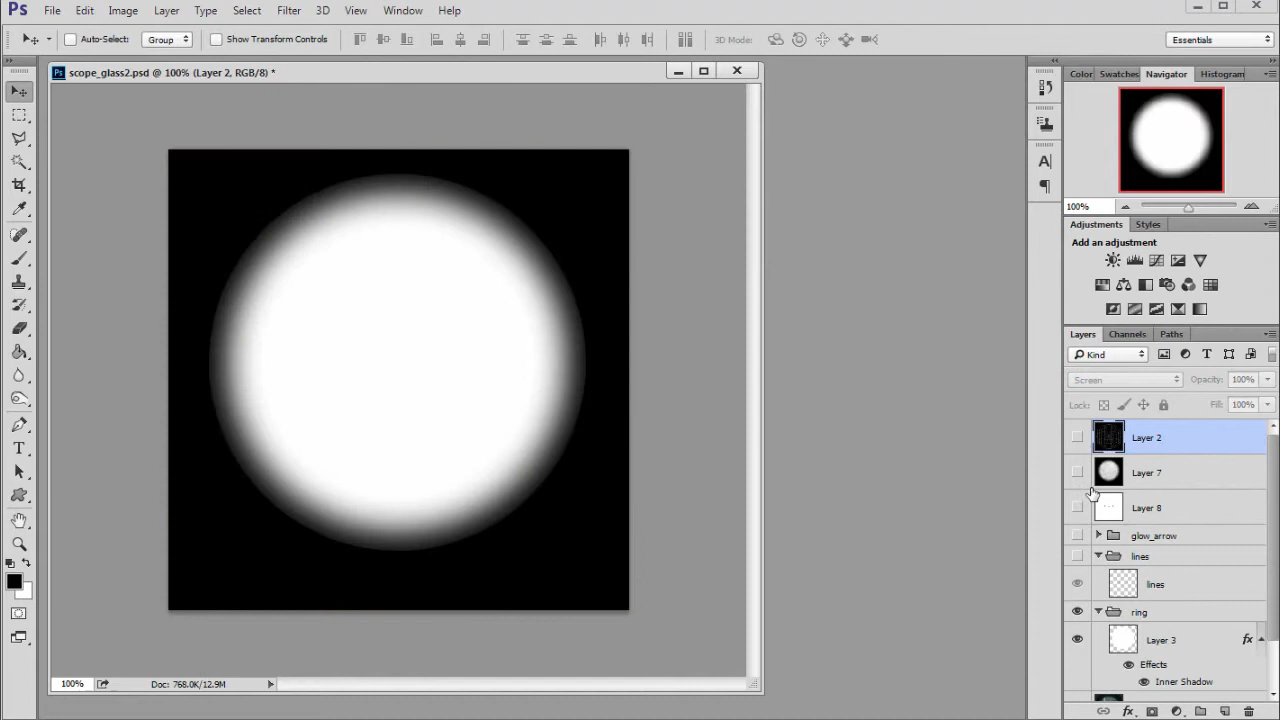 Ps File Edit Image Layer Type Select Filter 3D View Window Help
Auto-Select: Group Show Transform Controls 3D Mode: Essentials
Ps scope_glass2.psd @ 100% (Layer 2, RGB/8) *
Color Swatches Navigator Histogram
A
100%
Adjustments Styles
Add an adjustment
Layers Channels Paths
Kind T
Screen Opacity: 100%
Lock: Fill: 100%
Layer 2
Layer 7
Layer 8
glow_arrow
lines
lines
ring
Layer 3 fx
Effects
Inner Shadow
T
100% Doc: 768.0K/12.9M
fx